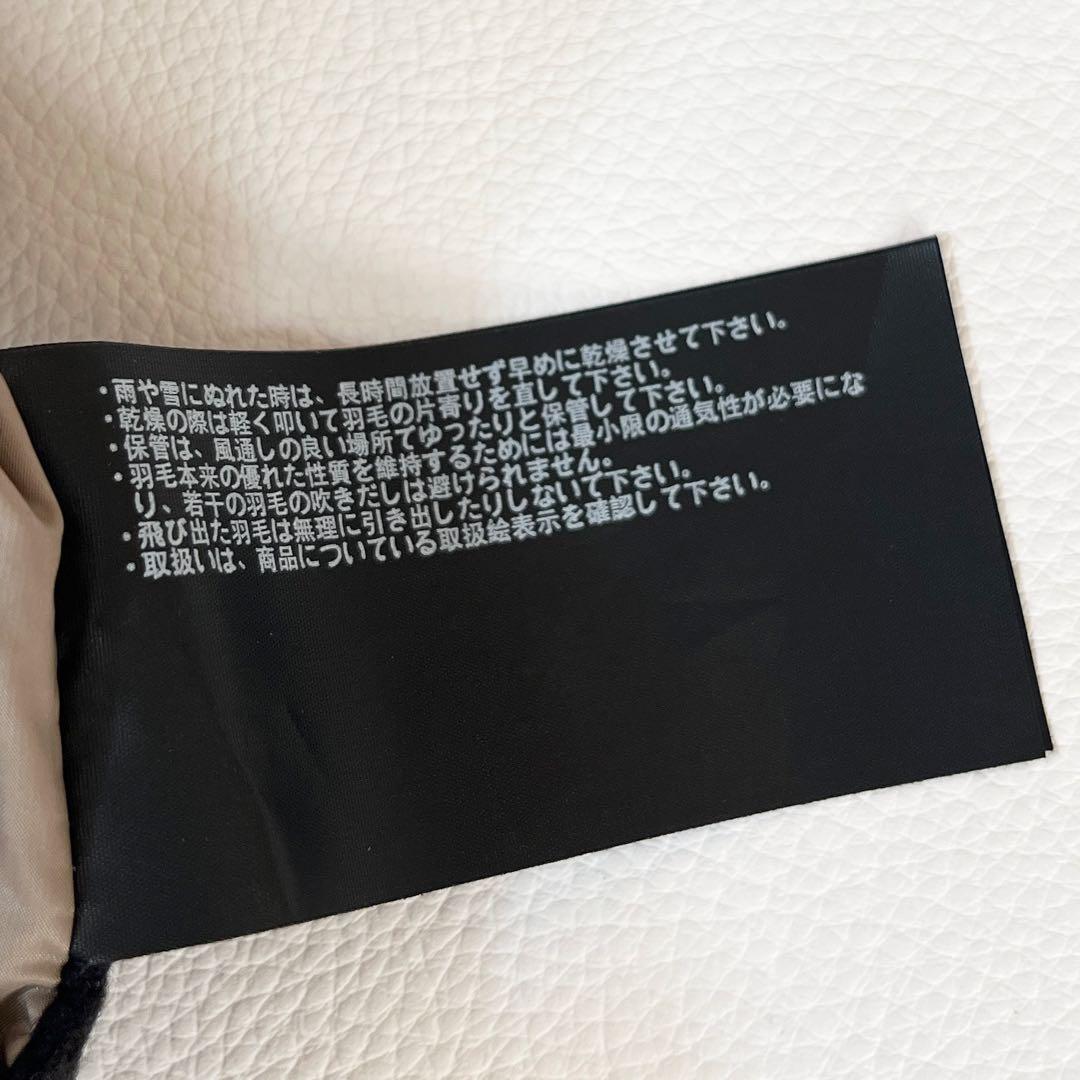 ・雨や雪にぬれた時は、長時間放置せず早めに乾燥させて下さい。
・乾燥の際は軽く叩いて羽毛の片寄りを直して下さい。
・保管は、風通しの良い場所でゆったりと保管して下さい。
・羽毛本来の優れた性質を維持するためには最小限の通気性が必要にな
り、若干の羽毛の吹きだしは避けられません。
・飛び出た羽毛は無理に引き出したりしないで下さい。
・取扱いは、商品についている取扱絵表示を確認して下さい。